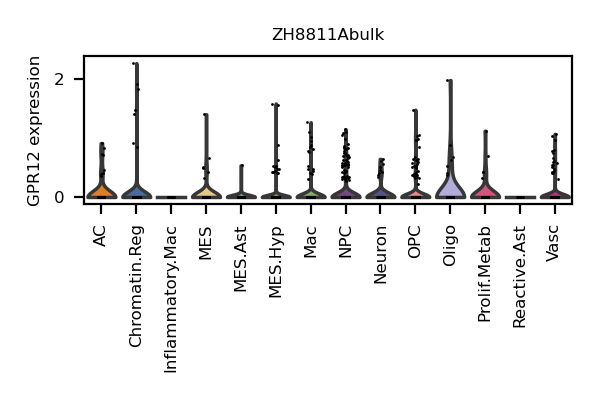 ZH8811Abulk
GPR12 expression
2
0
AC
Chromatin.Reg
Inflammatory.Mac
MES
MES.Ast
MES.Hyp
Mac
NPC
Neuron
OPC
Oligo
Prolif.Metab
Reactive.Ast
Vasc